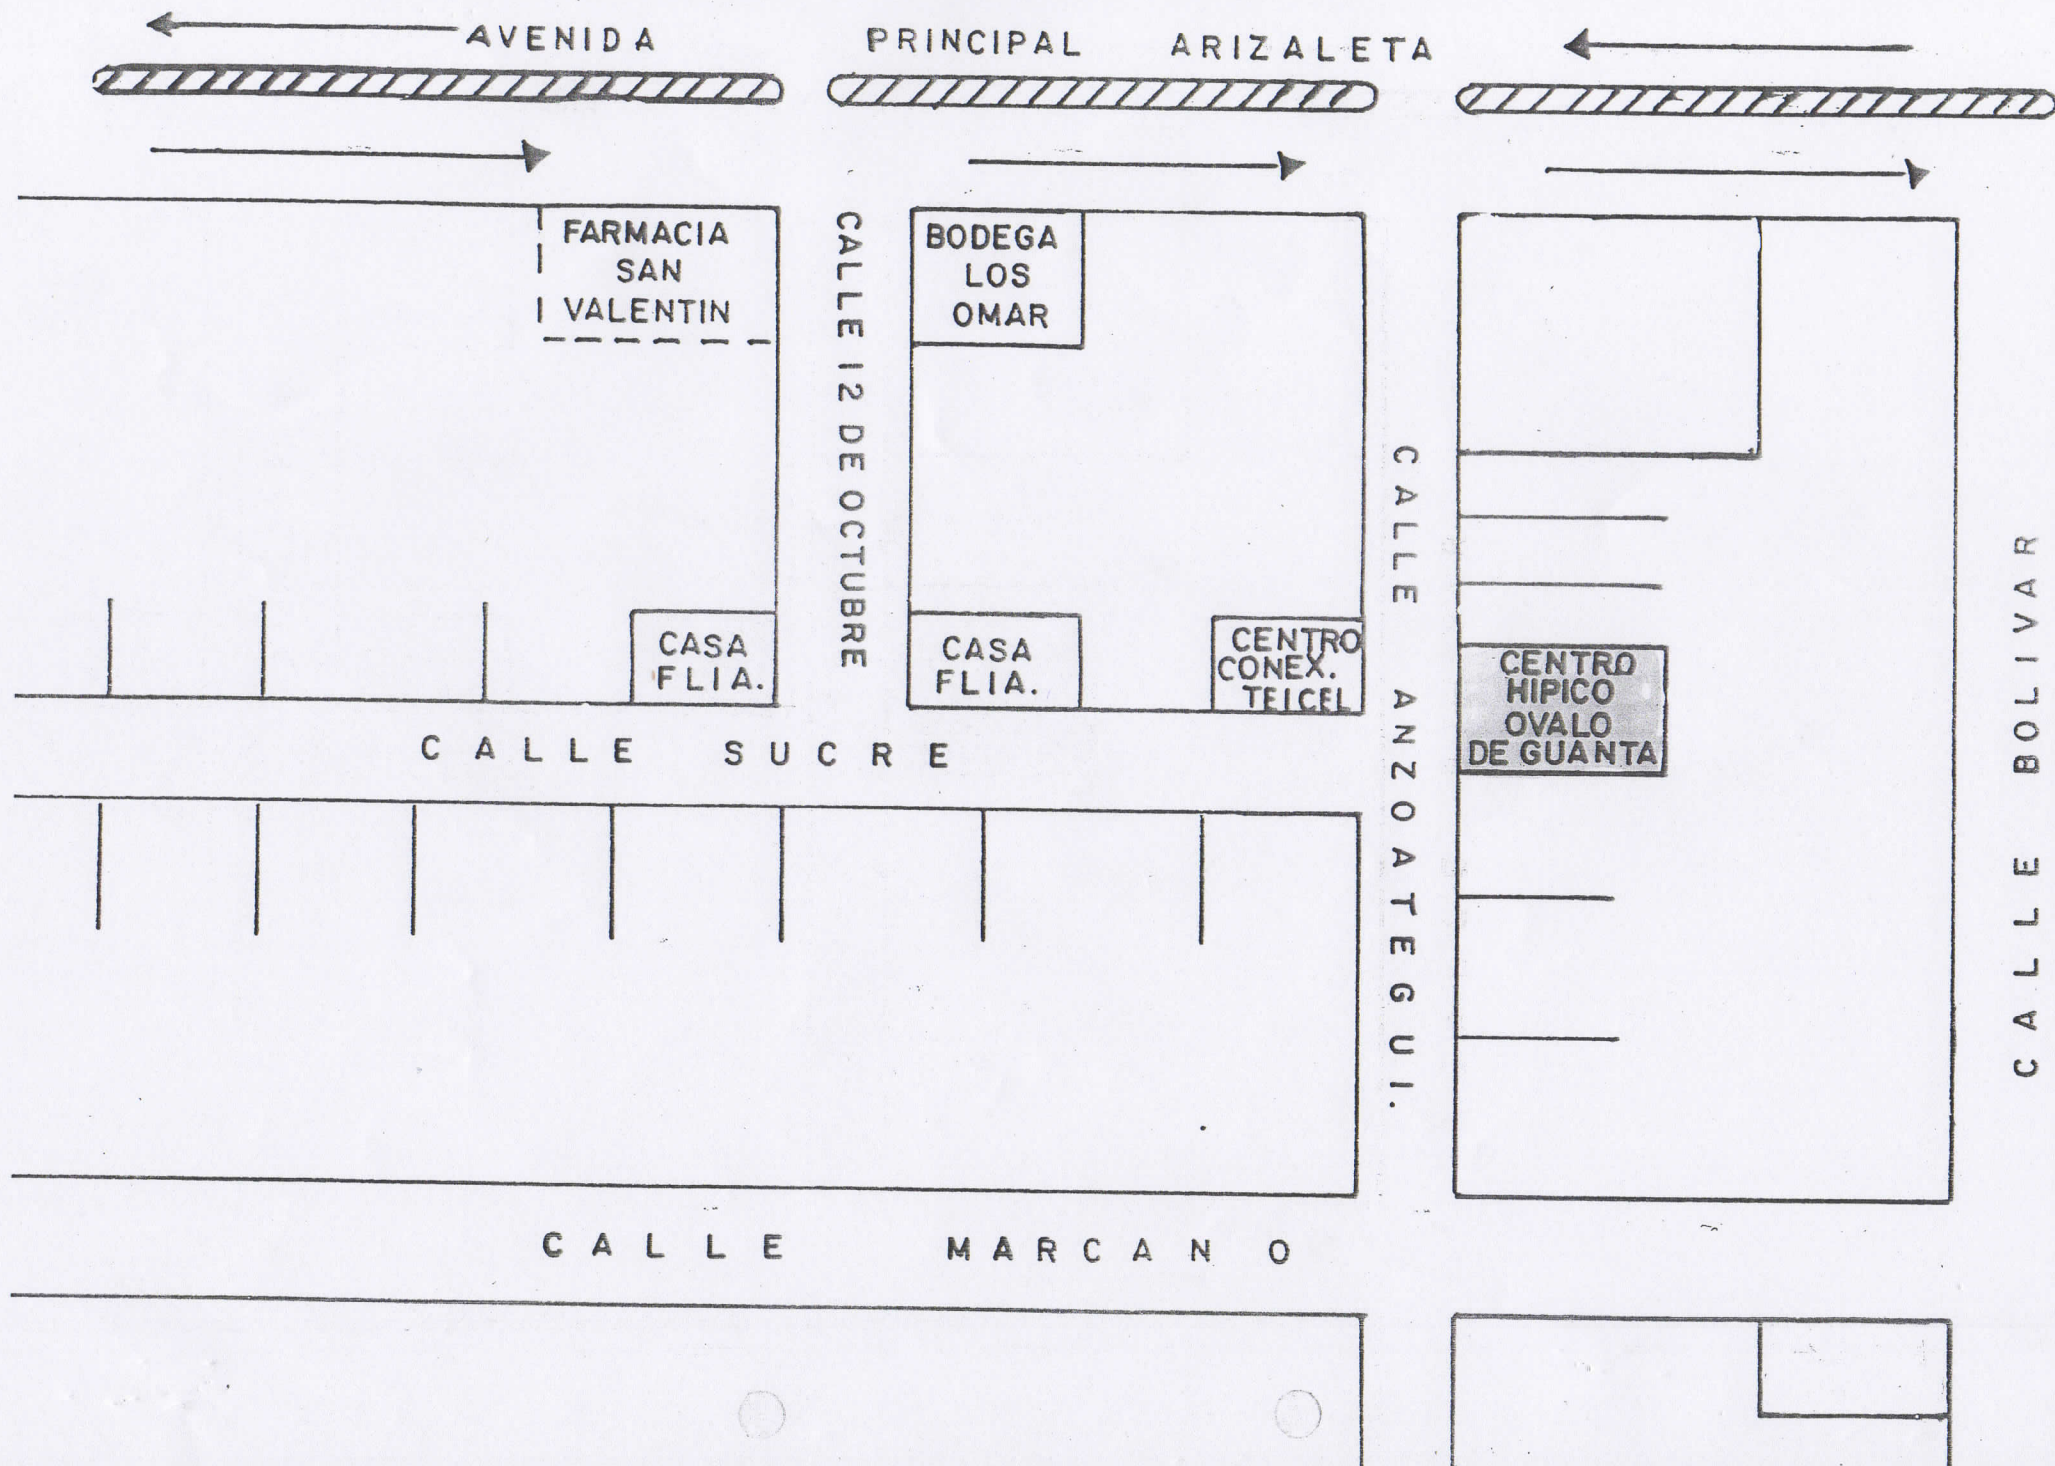 AVENIDA PRINCIPAL ARIZALETA
FARMACIA
SAN
VALENTIN
CALLE 12 DE OCTUBRE
BODEGA
LOS
OMAR
CALLE ANZOATEGUI.
CALLE BOLIVAR
CASA
FLIA.
CASA
FLIA.
CENTRO
CONEX.
TEICEL
CENTRO
HIPICO
OVALO
DE GUANTA
CALLE SUCRE
CALLE MARCANO